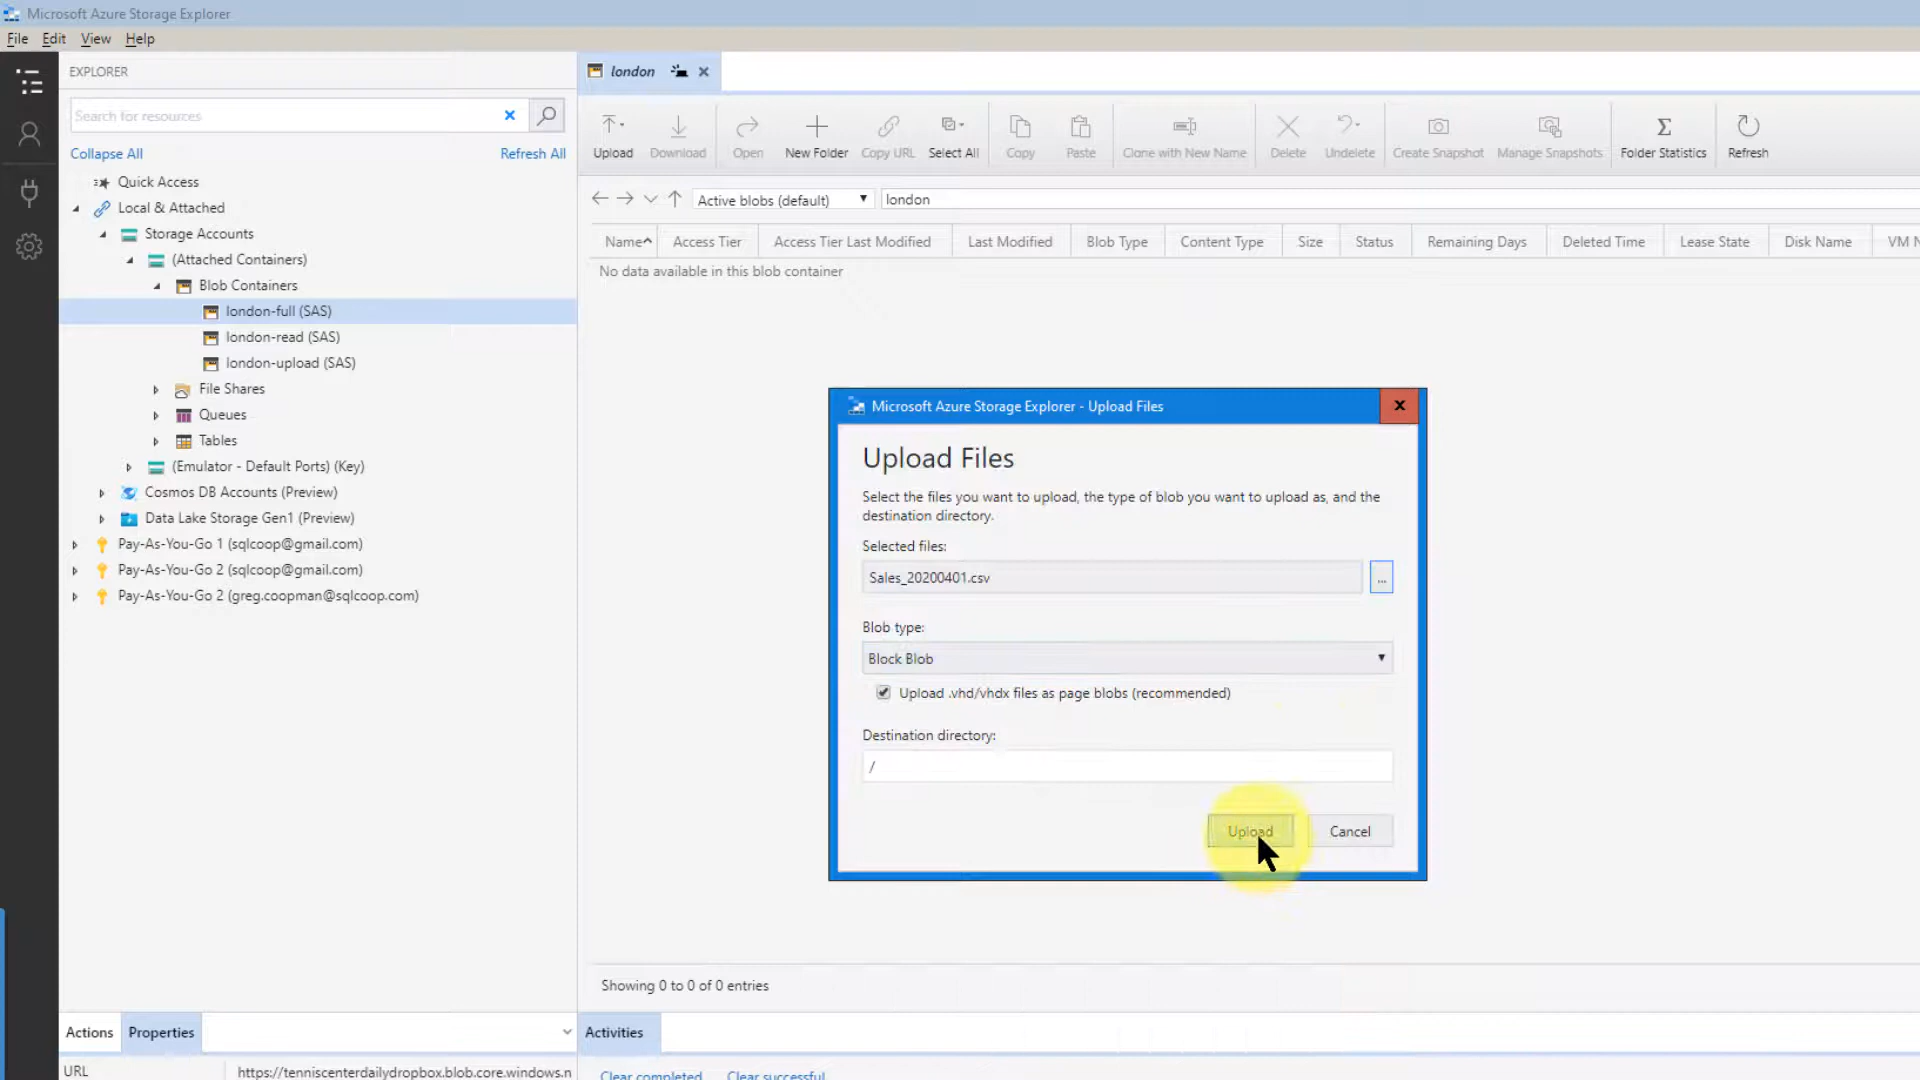 Microsoft Azure Storage Explorer
File Edit View Help
EXPLORER
Search for resources
Collapse All Refresh All
Quick Access
Local & Attached
Storage Accounts
(Attached Containers)
Blob Containers
london-full (SAS)
london-read (SAS)
london-upload (SAS)
File Shares
Queues
Tables
(Emulator - Default Ports) (Key)
Cosmos DB Accounts (Preview)
Data Lake Storage Gen1 (Preview)
Pay-As-You-Go 1 (sqlcoop@gmail.com)
Pay-As-You-Go 2 (sqlcoop@gmail.com)
Pay-As-You-Go 2 (greg.coopman@sqlcoop.com)
Actions Properties
URL https://tenniscenterdailydropbox.blob.core.windows.n
london
Upload Download Open New Folder Copy URL Select All Copy Paste Clone with New Name Delete Undelete Create Snapshot Manage Snapshots Folder Statistics Refresh
Active blobs (default) london
Name Access Tier Access Tier Last Modified Last Modified Blob Type Content Type Size Status Remaining Days Deleted Time Lease State Disk Name VM N
No data available in this blob container
Microsoft Azure Storage Explorer - Upload Files
Upload Files
Select the files you want to upload, the type of blob you want to upload as, and the
destination directory.
Selected files:
Sales_20200401.csv ...
Blob type:
Block Blob
Upload .vhd/vhdx files as page blobs (recommended)
Destination directory:
/
Upload Cancel
Showing 0 to 0 of 0 entries
Activities
Clear completed Clear successful